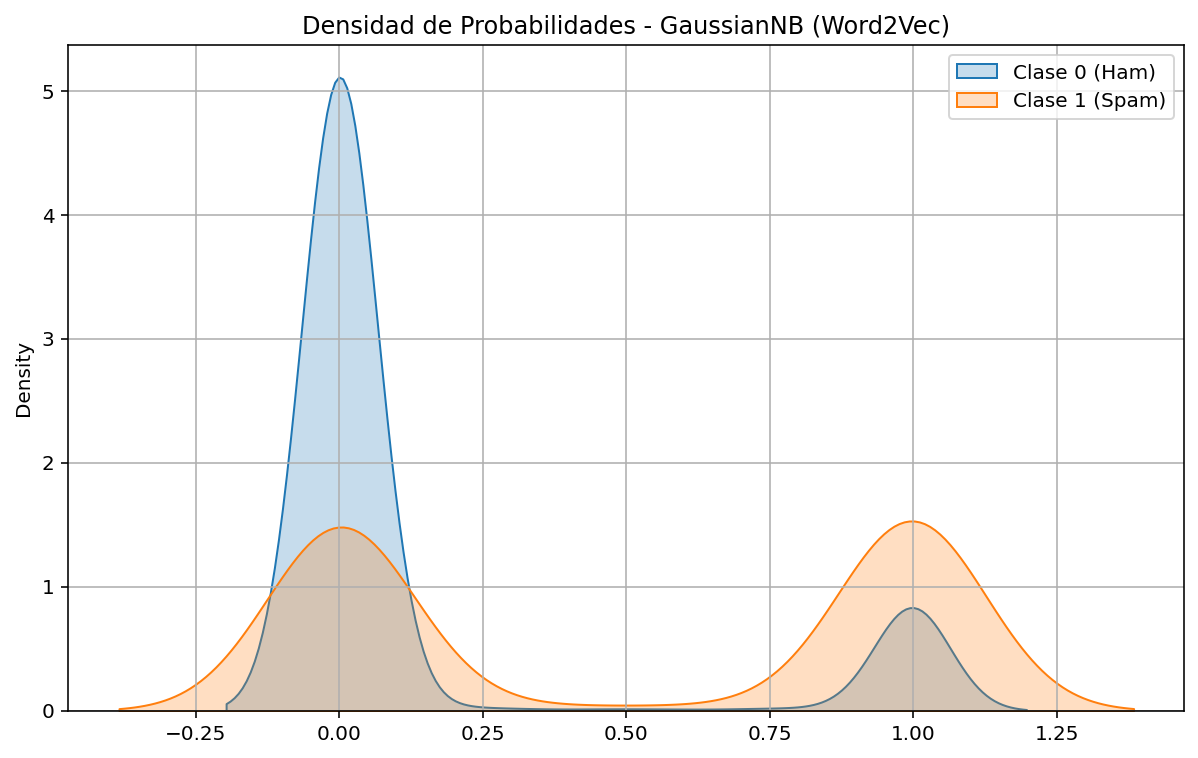 Densidad de Probabilidades - GaussianNB (Word2Vec)
Clase 0 (Ham)
Clase 1 (Spam)
Density
5
4
3
2
1
0
−0.25 0.00 0.25 0.50 0.75 1.00 1.25